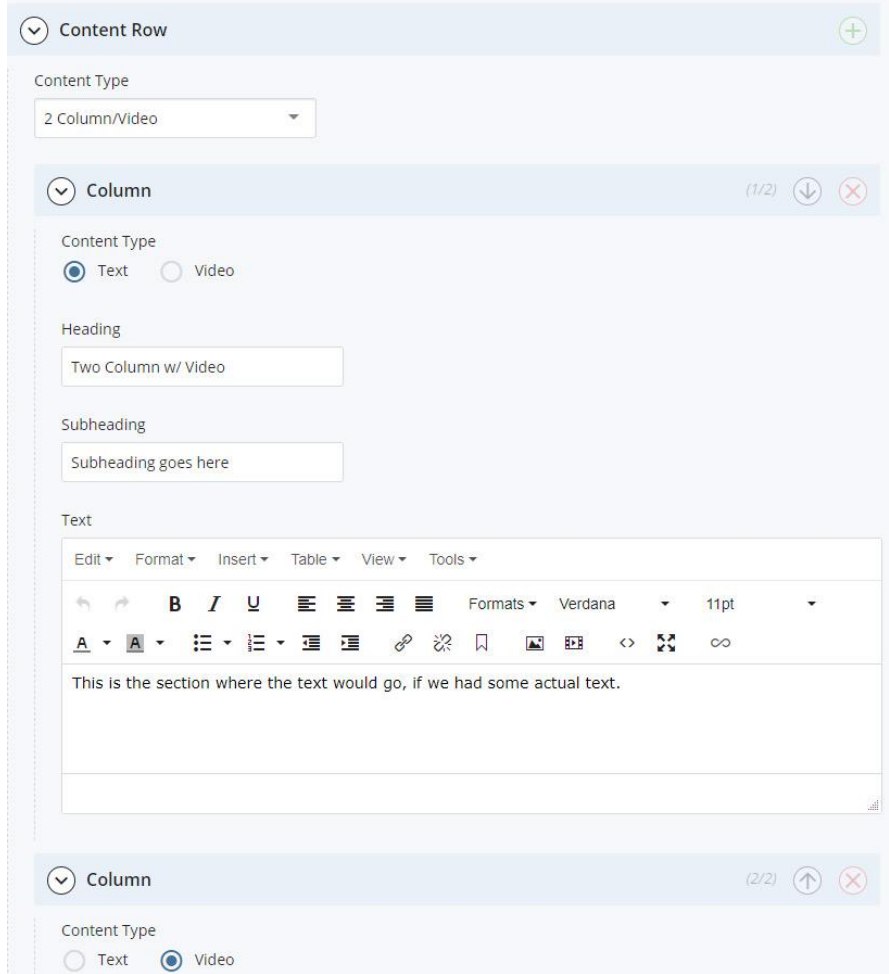 Content Row
Content Type
2 Column/Video
Column (1/2)
Content Type
Text Video
Heading
Two Column w/ Video
Subheading
Subheading goes here
Text
Edit Format Insert Table View Tools
B I U Formats Verdana 11pt
A A
This is the section where the text would go, if we had some actual text.
Column (2/2)
Content Type
Text Video